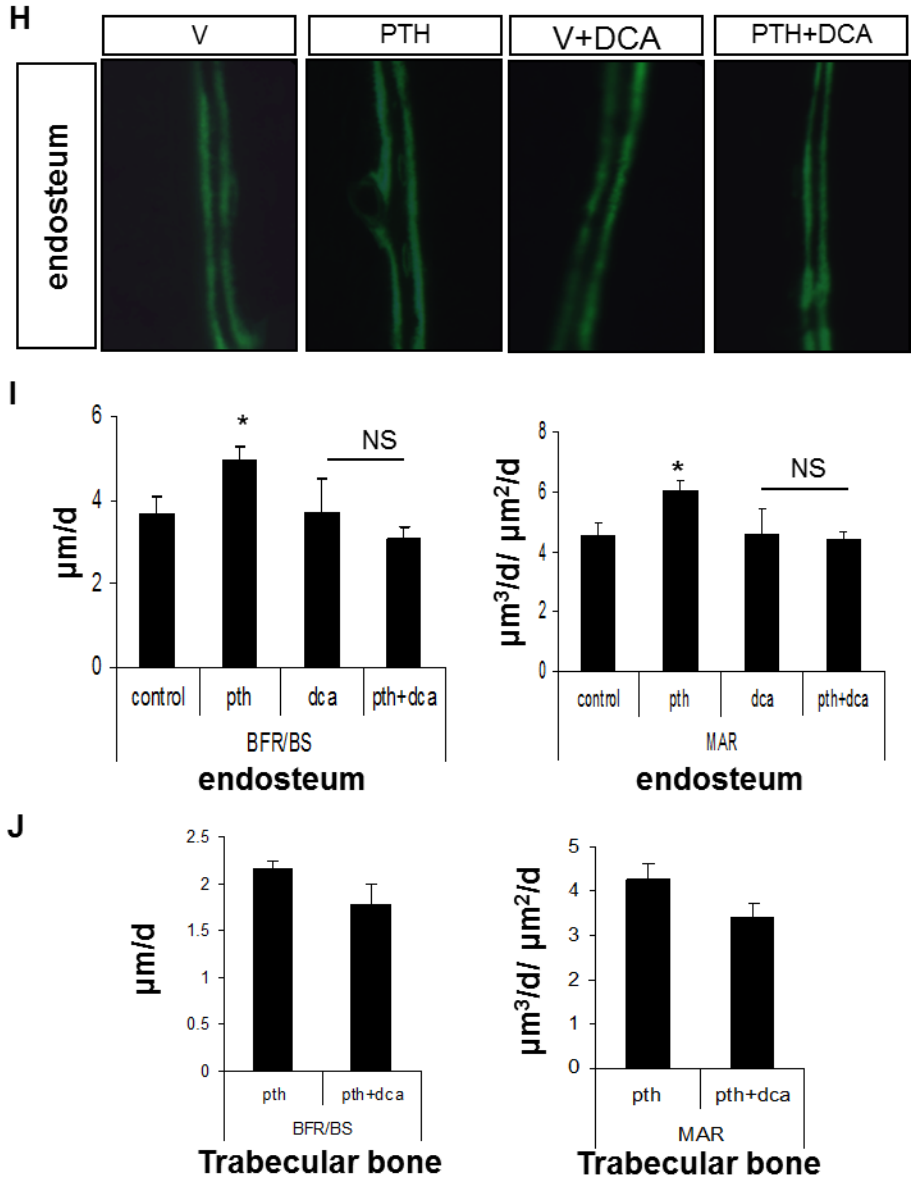 H
V PTH V+DCA PTH+DCA
endosteum
I
6
4
2
0
µm/d
*
NS
control pth dca pth+dca
BFR/BS
endosteum
8
6
4
2
0
µm³/d/ µm²/d
*
NS
control pth dca pth+dca
MAR
endosteum
J
2.5
2
1.5
1
0.5
0
µm/d
pth pth+dca
BFR/BS
Trabecular bone
5
4
3
2
1
0
µm³/d/ µm²/d
pth pth+dca
MAR
Trabecular bone